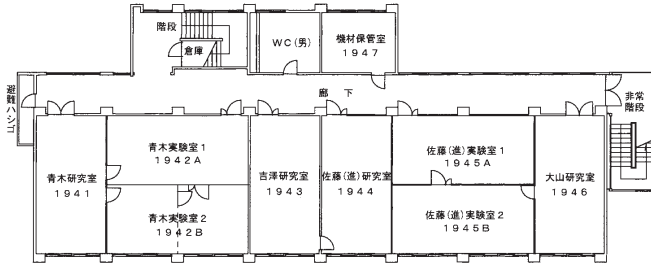 階段
倉庫
WC(男)
機材保管室
1947
避難ハシゴ
廊下
非常
階段
青木研究室
1941
青木実験室1
1942A
青木実験室2
1942B
吉澤研究室
1943
佐藤(進)研究室
1944
佐藤(進)実験室1
1945A
佐藤(進)実験室2
1945B
大山研究室
1946